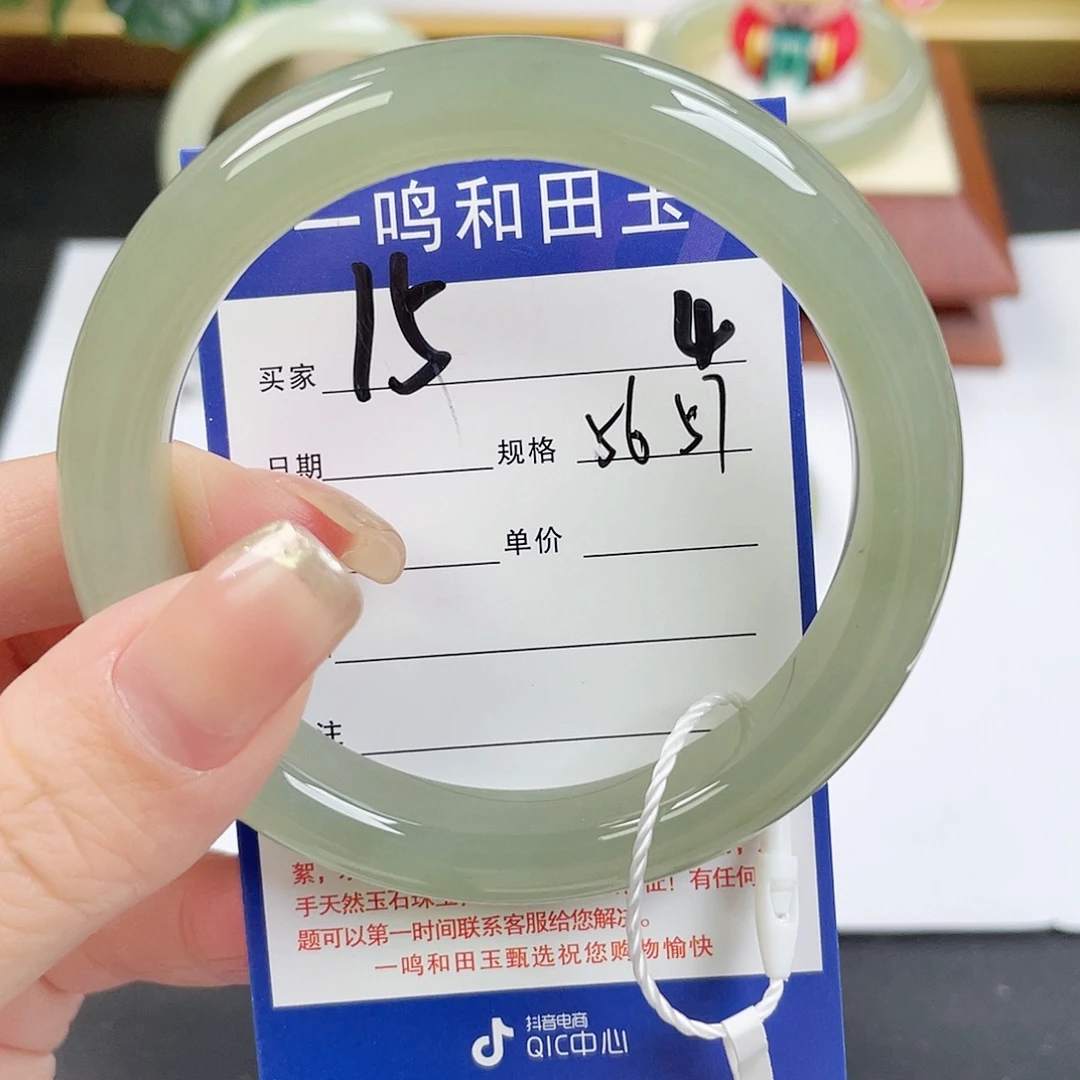 一鸣和田玉
买家 15 4
日期 规格 56 57
单价
注
絮，
手天然玉石珠 征！有任何
题可以第一时间联系客服给您解决。
一鸣和田玉甄选祝您购物愉快
抖音电商
QIC中心